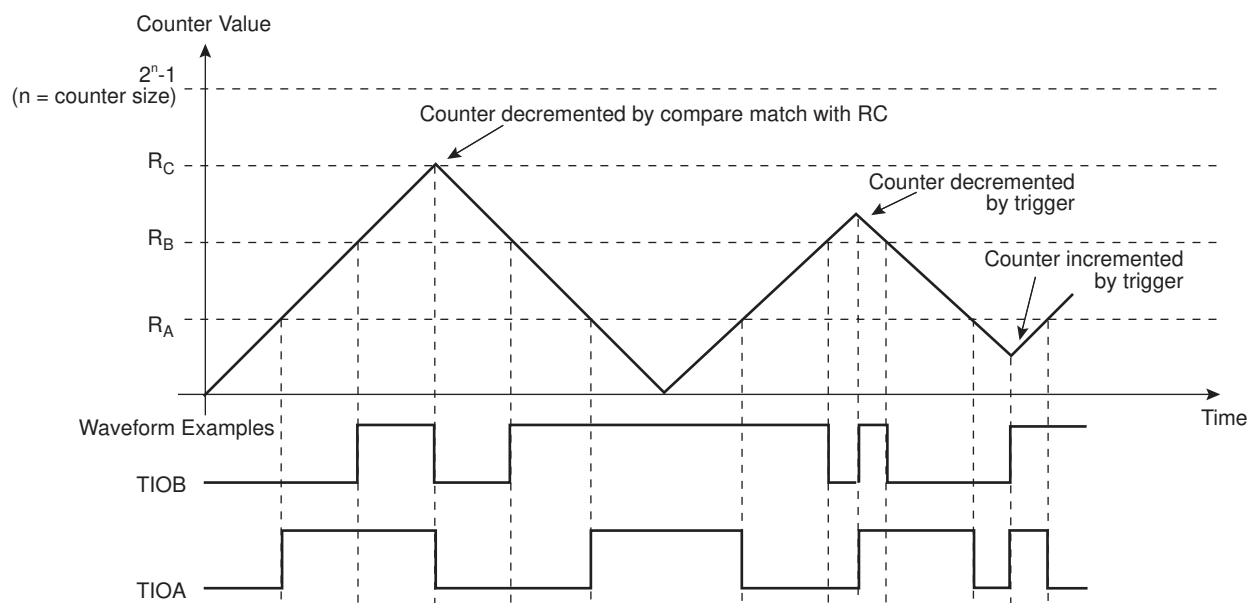 Counter Value
2ⁿ-1
(n = counter size)
Counter decremented by compare match with RC
R_C
Counter decremented
by trigger
R_B
Counter incremented
by trigger
R_A
Time
Waveform Examples
TIOB
TIOA